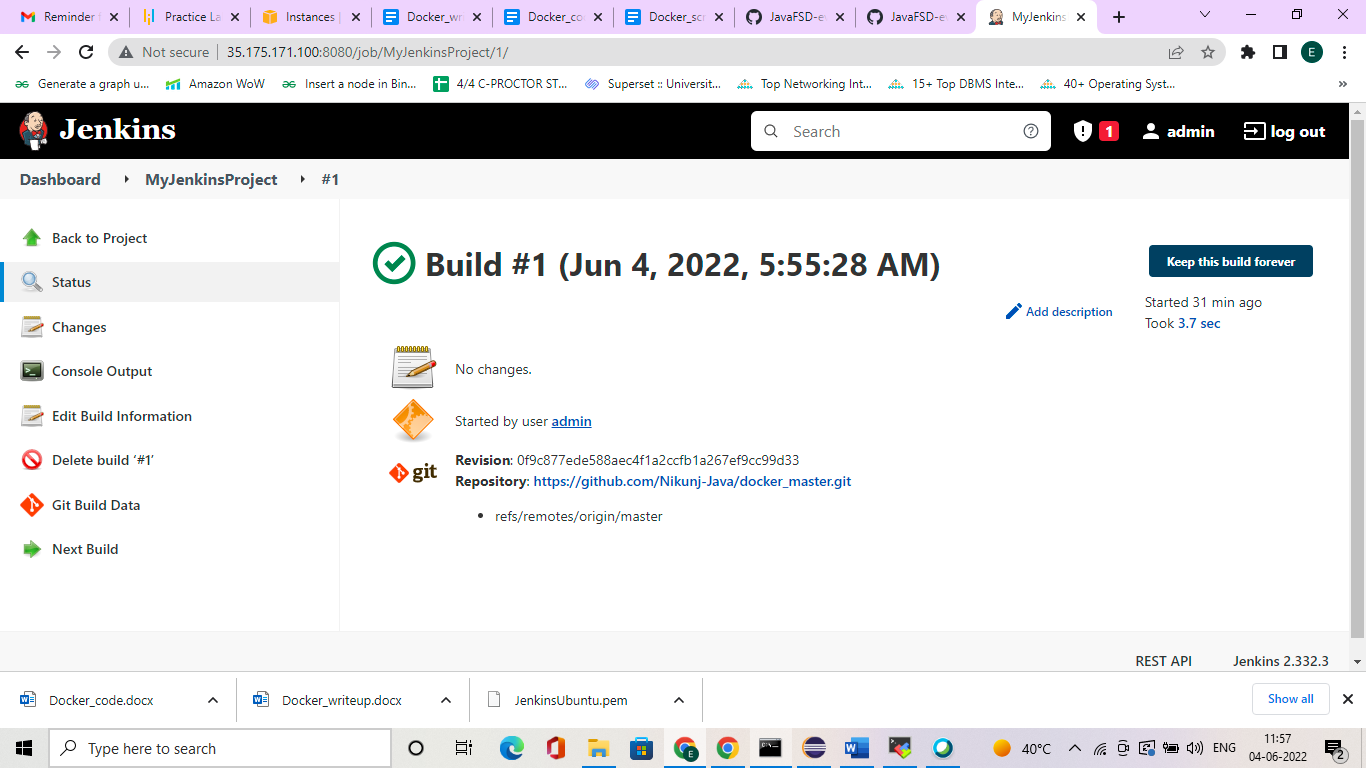 Reminder f
Practice La
Instances |
Docker_wr
Docker_co
Docker_scr
JavaFSD-ev
JavaFSD-ev
MyJenkins
Not secure | 35.175.171.100:8080/job/MyJenkinsProject/1/
E
Generate a graph u...
Amazon WoW
Insert a node in Bin...
4/4 C-PROCTOR ST...
Superset :: Universit...
Top Networking Int...
15+ Top DBMS Inte...
40+ Operating Syst...
»
Jenkins
Search
1
admin
log out
Dashboard
MyJenkinsProject
#1
Back to Project
Status
Changes
Console Output
Edit Build Information
Delete build ‘#1’
Git Build Data
Next Build
Build #1 (Jun 4, 2022, 5:55:28 AM)
Keep this build forever
Add description
Started 31 min ago
Took 3.7 sec
No changes.
Started by user admin
git
Revision: 0f9c877ede588aec4f1a2ccfb1a267ef9cc99d33
Repository: https://github.com/Nikunj-Java/docker_master.git
• refs/remotes/origin/master
REST API
Jenkins 2.332.3
Docker_code.docx
Docker_writeup.docx
JenkinsUbuntu.pem
Show all
Type here to search
E
40°C
ENG
11:57
04-06-2022
2